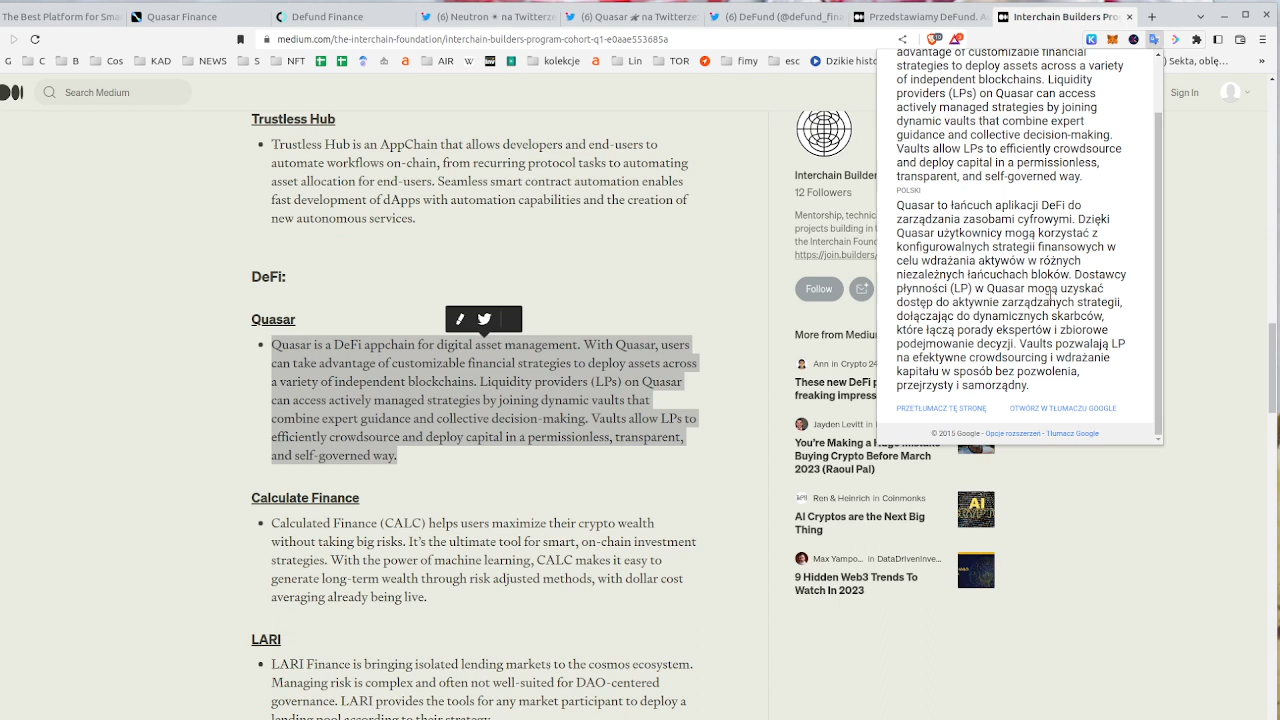 he Best Platform for Smar
Quasar Finance
DeFund Finance
(6) Neutron ☀ na Twitterze
(6) Quasar 🦋 na Twitterze
(6) DeFund (@defund_fina
Przedstawiamy DeFund. A
Interchain Builders Pro
medium.com/the-interchain-foundation/interchain-builders-program-cohort-q1-e0aae553685a
G
C
B
Cos
KAD
NEWS
ST
NFT
AIR
W
kolekcje
Lin
TOR
fimy
esc
Dzikie histo
] Sekta, oblę...
»
Search Medium
Sign In
Trustless Hub
Trustless Hub is an AppChain that allows developers and end-users to
automate workflows on-chain, from recurring protocol tasks to automating
asset allocation for end-users. Seamless smart contract automation enables
fast development of dApps with automation capabilities and the creation of
new autonomous services.
DeFi:
Quasar
Quasar is a DeFi appchain for digital asset management. With Quasar, users
can take advantage of customizable financial strategies to deploy assets across
a variety of independent blockchains. Liquidity providers (LPs) on Quasar
can access actively managed strategies by joining dynamic vaults that
combine expert guidance and collective decision-making. Vaults allow LPs to
efficiently crowdsource and deploy capital in a permissionless, transparent,
and self-governed way.
Calculate Finance
Calculated Finance (CALC) helps users maximize their crypto wealth
without taking big risks. It's the ultimate tool for smart, on-chain investment
strategies. With the power of machine learning, CALC makes it easy to
generate long-term wealth through risk adjusted methods, with dollar cost
averaging already being live.
LARI
LARI Finance is bringing isolated lending markets to the cosmos ecosystem.
Managing risk is complex and often not well-suited for DAO-centered
governance. LARI provides the tools for any market participant to deploy a
lending pool according to their strategy.
Interchain Builder
12 Followers
Mentorship, technica
projects building in t
the Interchain Foun
https://join.builders/
Follow
More from Mediu
Ann in Crypto 24
These new DeFi p
freaking impress
Jayden Levitt in
You're Making a Huge Mistake
Buying Crypto Before March
2023 (Raoul Pal)
Ren & Heinrich in Coinmonks
AI Cryptos are the Next Big
Thing
Max Yampo... in DataDrivenInve...
9 Hidden Web3 Trends To
Watch In 2023
advantage of customizable financial
strategies to deploy assets across a variety
of independent blockchains. Liquidity
providers (LPs) on Quasar can access
actively managed strategies by joining
dynamic vaults that combine expert
guidance and collective decision-making.
Vaults allow LPs to efficiently crowdsource
and deploy capital in a permissionless,
transparent, and self-governed way.
POLSKI
Quasar to łańcuch aplikacji DeFi do
zarządzania zasobami cyfrowymi. Dzięki
Quasar użytkownicy mogą korzystać z
konfigurowalnych strategii finansowych w
celu wdrażania aktywów w różnych
niezależnych łańcuchach bloków. Dostawcy
płynności (LP) w Quasar mogą uzyskać
dostęp do aktywnie zarządzanych strategii,
dołączając do dynamicznych skarbców,
które łączą porady ekspertów i zbiorowe
podejmowanie decyzji. Vaults pozwalają LP
na efektywne crowdsourcing i wdrażanie
kapitału w sposób bez pozwolenia,
przejrzysty i samorządny.
PRZETŁUMACZ TĘ STRONĘ
OTWÓRZ W TŁUMACZU GOOGLE
© 2015 Google - Opcje rozszerzeń - Tłumacz Google